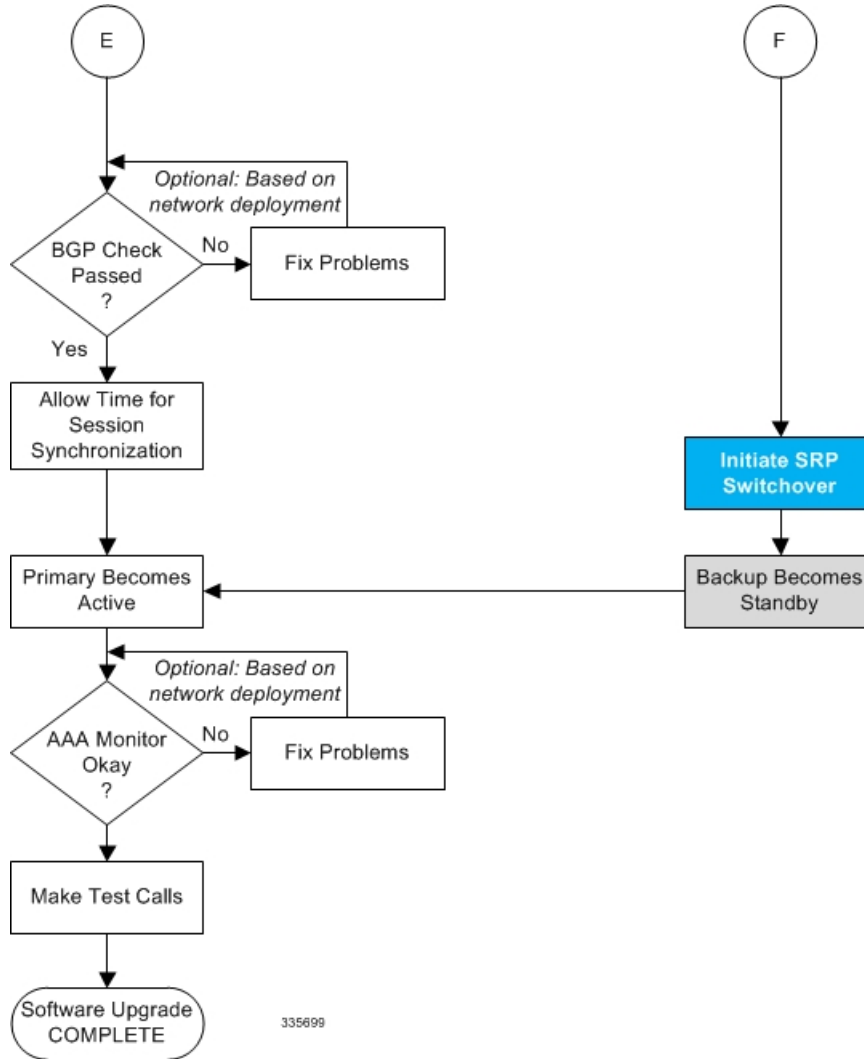 E
F
Optional: Based on
network deployment
BGP Check
Passed
?
No
Fix Problems
Yes
Allow Time for
Session
Synchronization
Initiate SRP
Switchover
Primary Becomes
Active
Backup Becomes
Standby
Optional: Based on
network deployment
AAA Monitor
Okay
?
No
Fix Problems
Make Test Calls
Software Upgrade
COMPLETE
335699